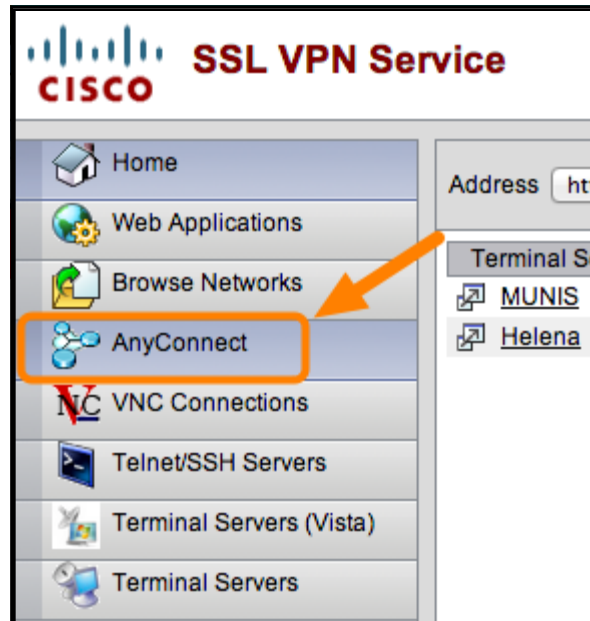 CISCO
SSL VPN Service
Home
Web Applications
Browse Networks
AnyConnect
VNC Connections
Telnet/SSH Servers
Terminal Servers (Vista)
Terminal Servers
Address
Terminal
MUNIS
Helena